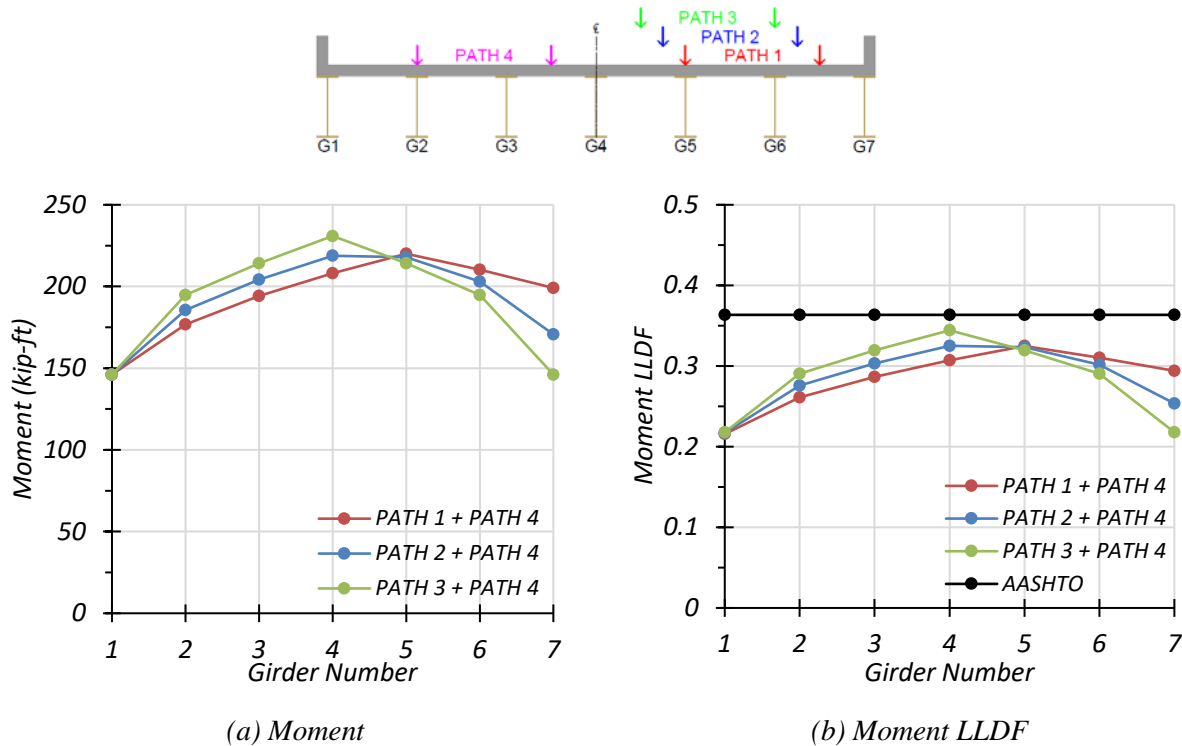 PATH 3
℄
PATH 2
PATH 4
PATH 1
G1 G2 G3 G4 G5 G6 G7
250
200
150
100
50
0
Moment (kip-ft)
PATH 1 + PATH 4
PATH 2 + PATH 4
PATH 3 + PATH 4
1 2 3 4 5 6 7
Girder Number
(a) Moment
0.5
0.4
0.3
0.2
0.1
0
Moment LLDF
PATH 1 + PATH 4
PATH 2 + PATH 4
PATH 3 + PATH 4
AASHTO
1 2 3 4 5 6 7
Girder Number
(b) Moment LLDF